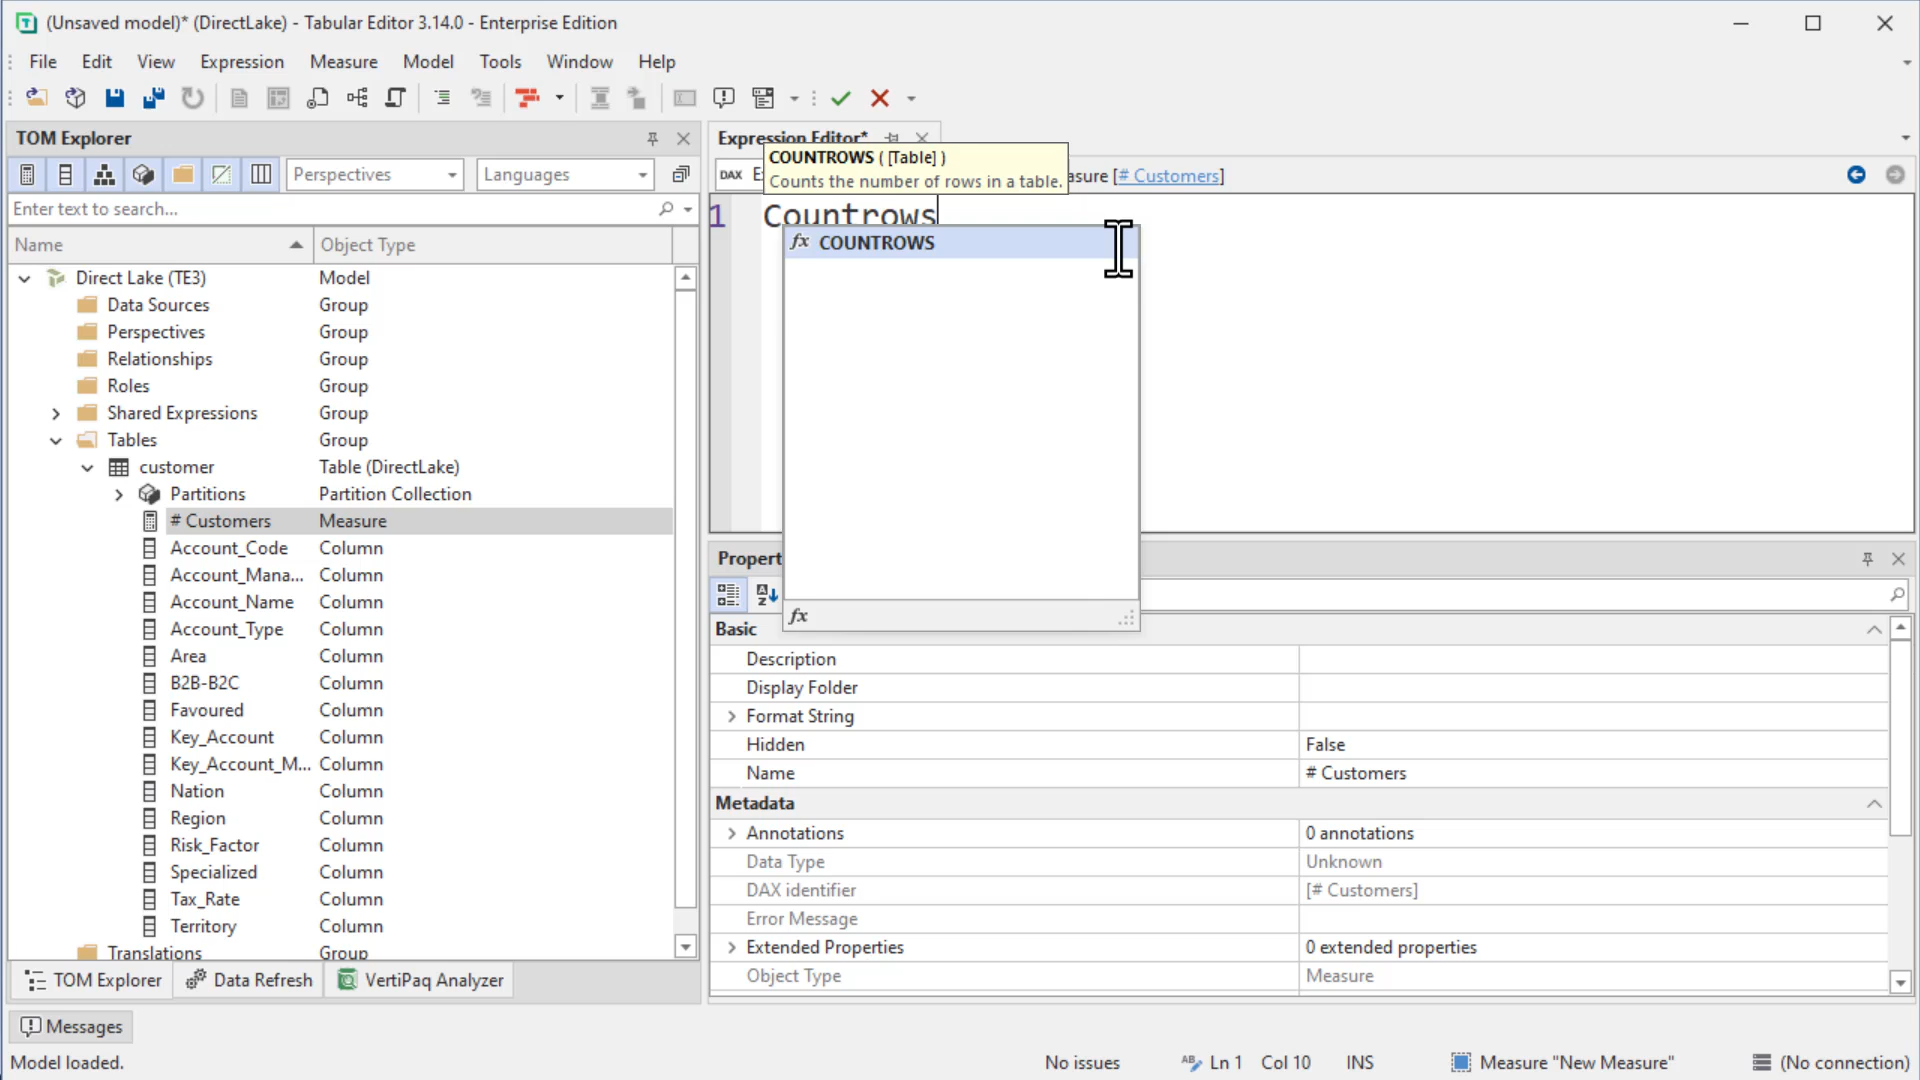 (Unsaved model)* (DirectLake) - Tabular Editor 3.14.0 - Enterprise Edition
File Edit View Expression Measure Model Tools Window Help
TOM Explorer
Perspectives
Languages
Enter text to search...
Name Object Type
Direct Lake (TE3) Model
Data Sources Group
Perspectives Group
Relationships Group
Roles Group
Shared Expressions Group
Tables Group
customer Table (DirectLake)
Partitions Partition Collection
# Customers Measure
Account_Code Column
Account_Mana... Column
Account_Name Column
Account_Type Column
Area Column
B2B-B2C Column
Favoured Column
Key_Account Column
Key_Account_M... Column
Nation Column
Region Column
Risk_Factor Column
Specialized Column
Tax_Rate Column
Territory Column
Translations Group
TOM Explorer Data Refresh VertiPaq Analyzer
Expression Editor*
COUNTROWS ( [Table] )
Counts the number of rows in a table.
DAX E
asure [# Customers]
1 Countrows
fx COUNTROWS
fx
Propert
Basic
Description
Display Folder
Format String
Hidden False
Name # Customers
Metadata
Annotations 0 annotations
Data Type Unknown
DAX identifier [# Customers]
Error Message
Extended Properties 0 extended properties
Object Type Measure
Messages
Model loaded.
No issues Ln 1 Col 10 INS Measure "New Measure" (No connection)